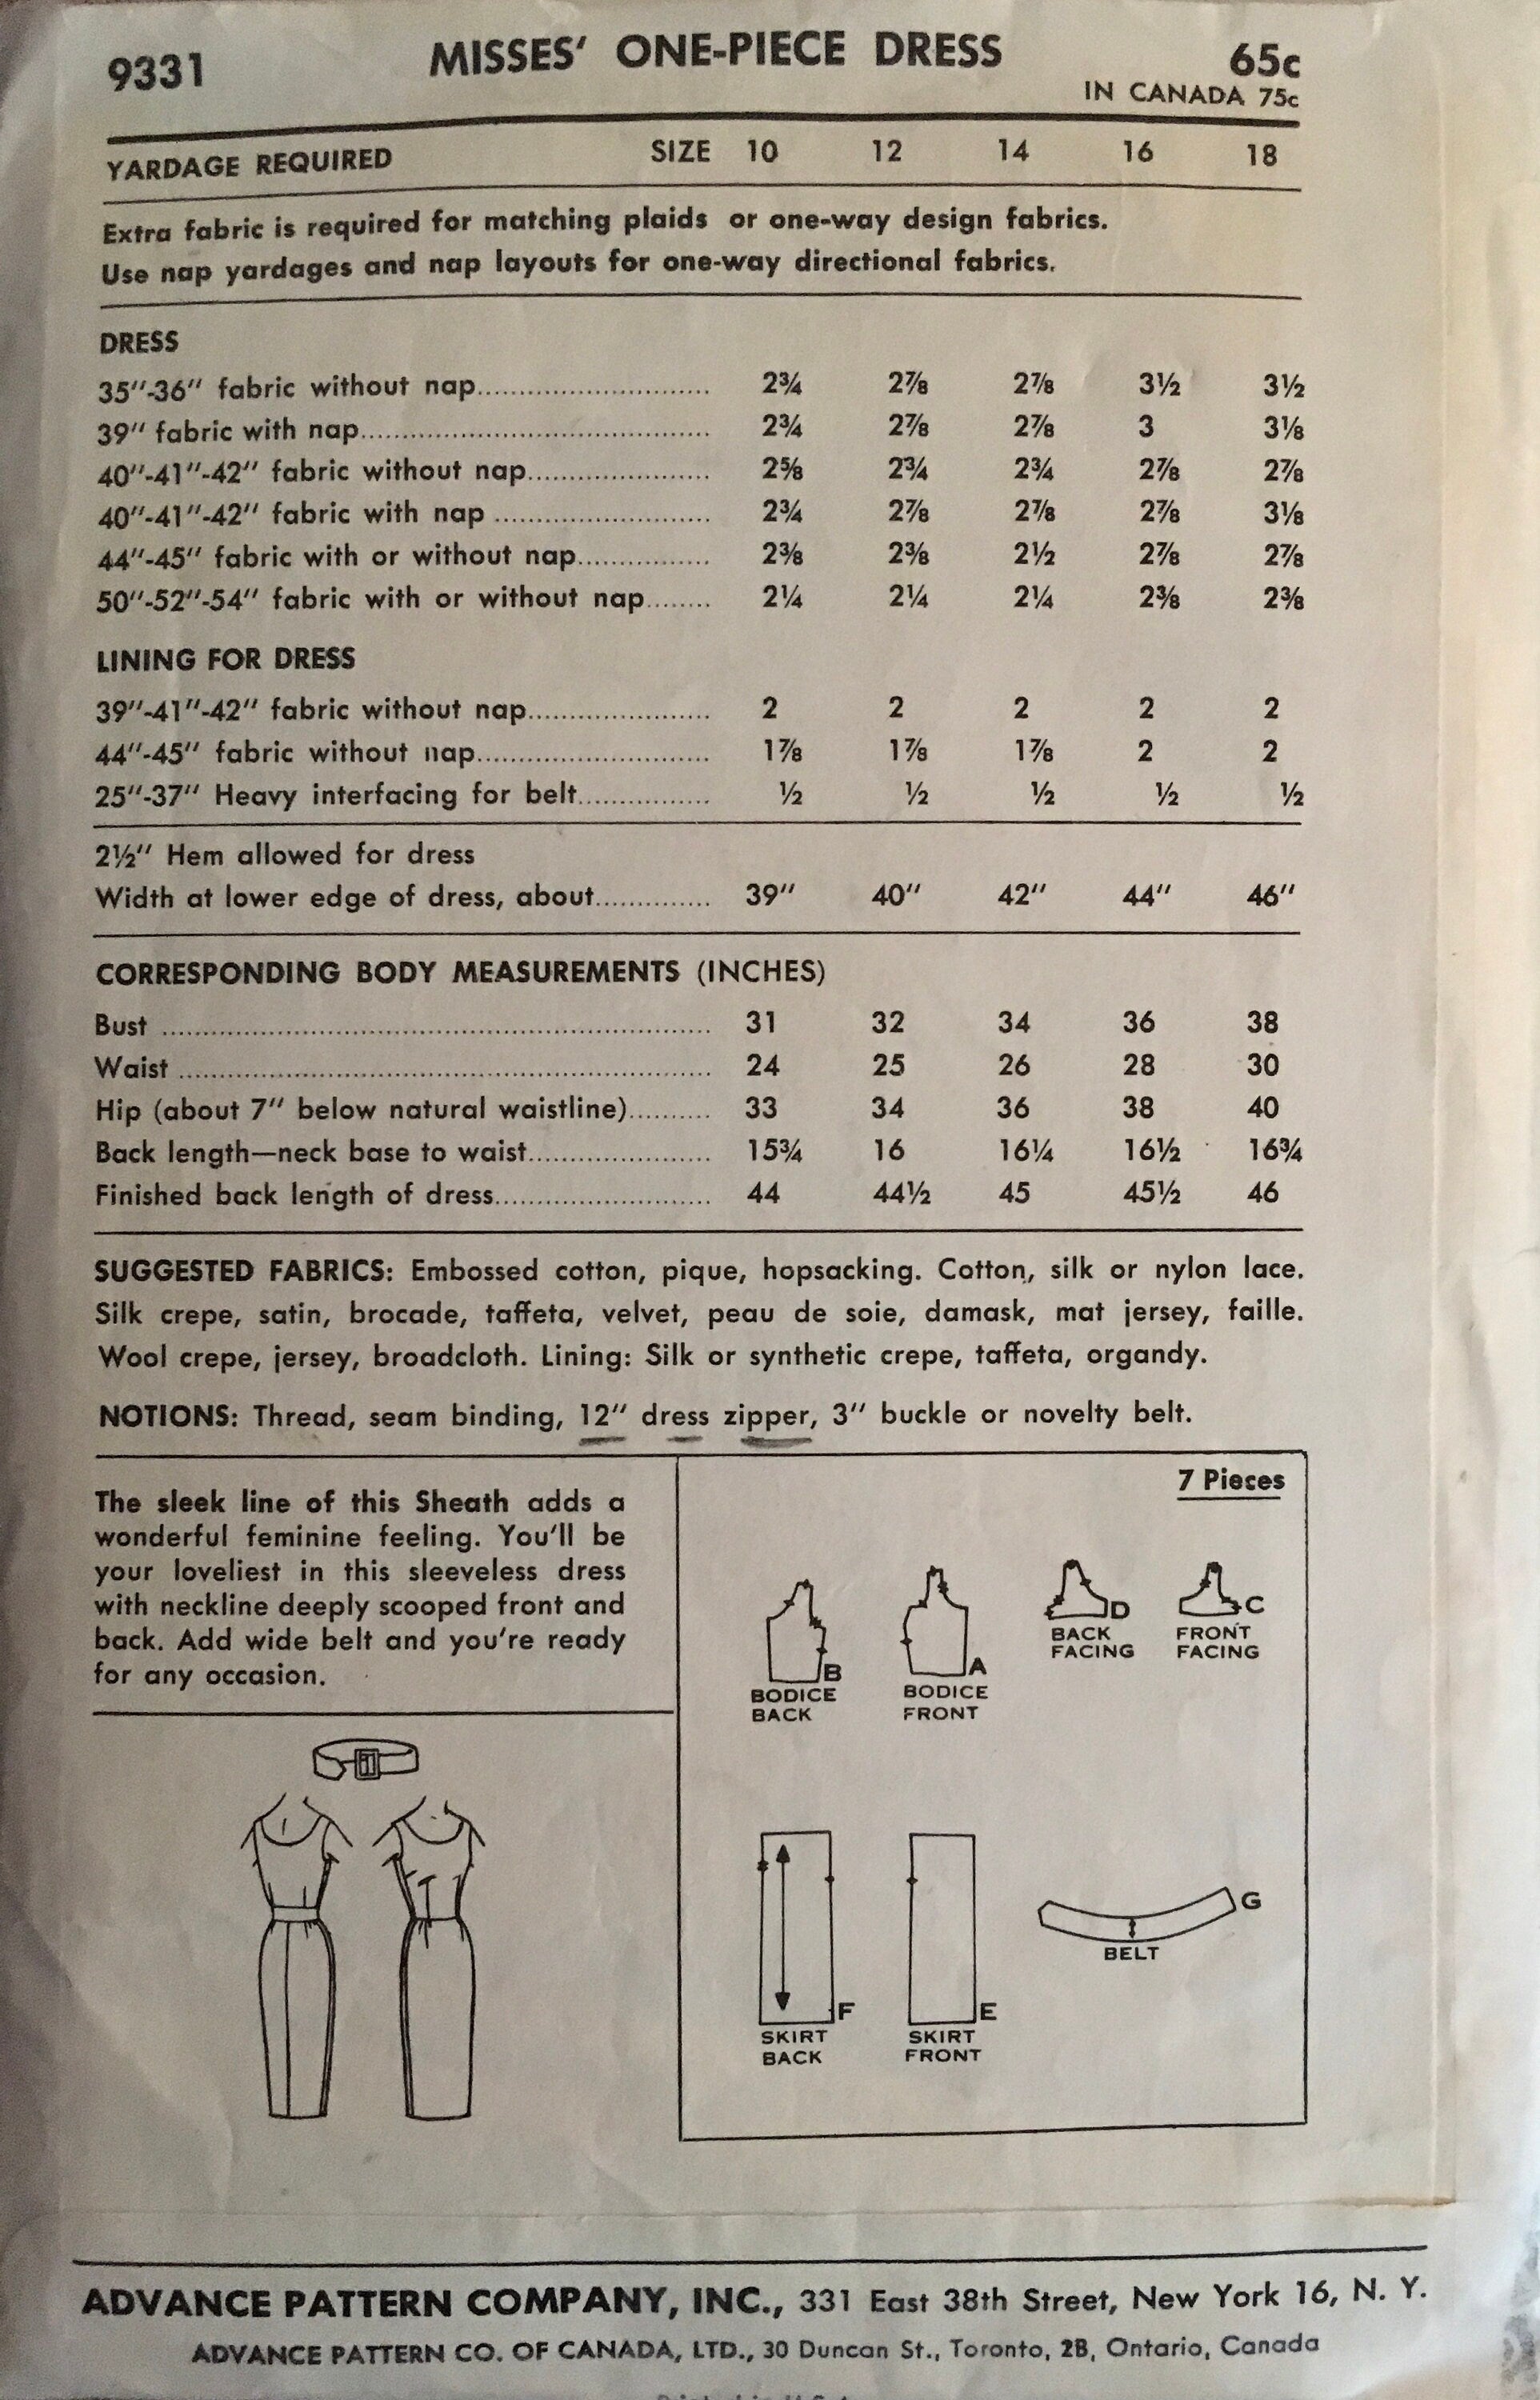 9331 MISSES' ONE-PIECE DRESS 65c
IN CANADA 75c
YARDAGE REQUIRED SIZE 10 12 14 16 18
Extra fabric is required for matching plaids or one-way design fabrics.
Use nap yardages and nap layouts for one-way directional fabrics.
DRESS
35"-36" fabric without nap............................ 2¾ 2⅞ 2⅞ 3½ 3½
39" fabric with nap.......................................... 2¾ 2⅞ 2⅞ 3 3⅛
40"-41"-42" fabric without nap...................... 2⅝ 2¾ 2¾ 2⅞ 2⅞
40"-41"-42" fabric with nap .......................... 2¾ 2⅞ 2⅞ 2⅞ 3⅛
44"-45" fabric with or without nap................ 2⅜ 2⅜ 2½ 2⅞ 2⅞
50"-52"-54" fabric with or without nap........ 2¼ 2¼ 2¼ 2⅜ 2⅜
LINING FOR DRESS
39"-41"-42" fabric without nap...................... 2 2 2 2 2
44"-45" fabric without nap............................ 1⅞ 1⅞ 1⅞ 2 2
25"-37" Heavy interfacing for belt................ ½ ½ ½ ½ ½
2½" Hem allowed for dress
Width at lower edge of dress, about.............. 39" 40" 42" 44" 46"
CORRESPONDING BODY MEASUREMENTS (INCHES)
Bust .................................................................. 31 32 34 36 38
Waist ................................................................ 24 25 26 28 30
Hip (about 7" below natural waistline).......... 33 34 36 38 40
Back length—neck base to waist...................... 15¾ 16 16¼ 16½ 16¾
Finished back length of dress.......................... 44 44½ 45 45½ 46
SUGGESTED FABRICS: Embossed cotton, pique, hopsacking. Cotton, silk or nylon lace.
Silk crepe, satin, brocade, taffeta, velvet, peau de soie, damask, mat jersey, faille.
Wool crepe, jersey, broadcloth. Lining: Silk or synthetic crepe, taffeta, organdy.
NOTIONS: Thread, seam binding, 12" dress zipper, 3" buckle or novelty belt.
The sleek line of this Sheath adds a
wonderful feminine feeling. You'll be
your loveliest in this sleeveless dress
with neckline deeply scooped front and
back. Add wide belt and you're ready
for any occasion.
7 Pieces
B
BODICE
BACK
A
BODICE
FRONT
D
BACK
FACING
C
FRONT
FACING
F
SKIRT
BACK
E
SKIRT
FRONT
G
BELT
ADVANCE PATTERN COMPANY, INC., 331 East 38th Street, New York 16, N. Y.
ADVANCE PATTERN CO. OF CANADA, LTD., 30 Duncan St., Toronto, 2B, Ontario, Canada